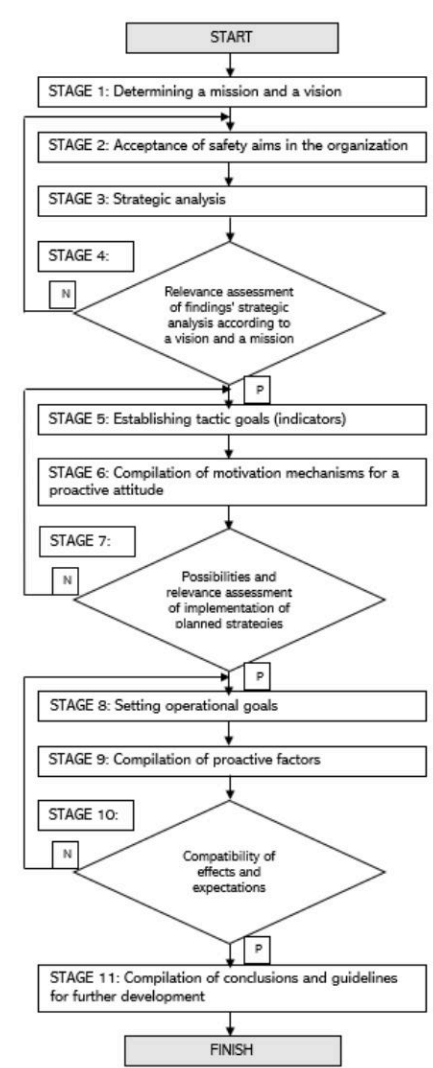 START
STAGE 1: Determining a mission and a vision
STAGE 2: Acceptance of safety aims in the organization
STAGE 3: Strategic analysis
STAGE 4:
N
Relevance assessment
of findings' strategic
analysis according to
a vision and a mission
P
STAGE 5: Establishing tactic goals (indicators)
STAGE 6: Compilation of motivation mechanisms for a
proactive attitude
STAGE 7:
N
Possibilities and
relevance assessment
of implementation of
planned strategies
P
STAGE 8: Setting operational goals
STAGE 9: Compilation of proactive factors
STAGE 10:
N
Compatibility of
effects and
expectations
P
STAGE 11: Compilation of conclusions and guidelines
for further development
FINISH